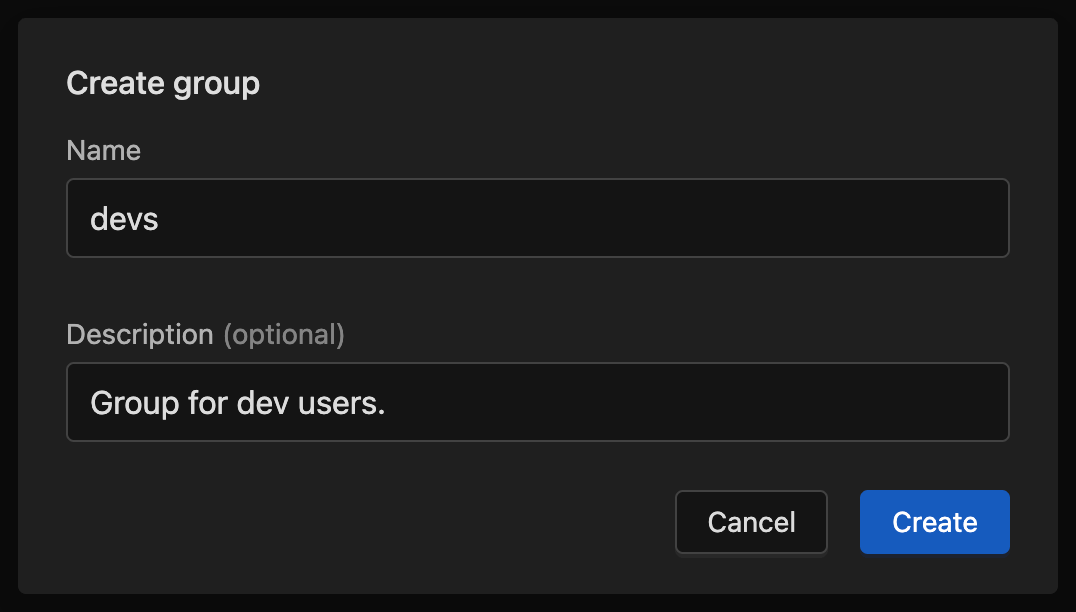 Create group
Name
devs
Description (optional)
Group for dev users.
Cancel
Create